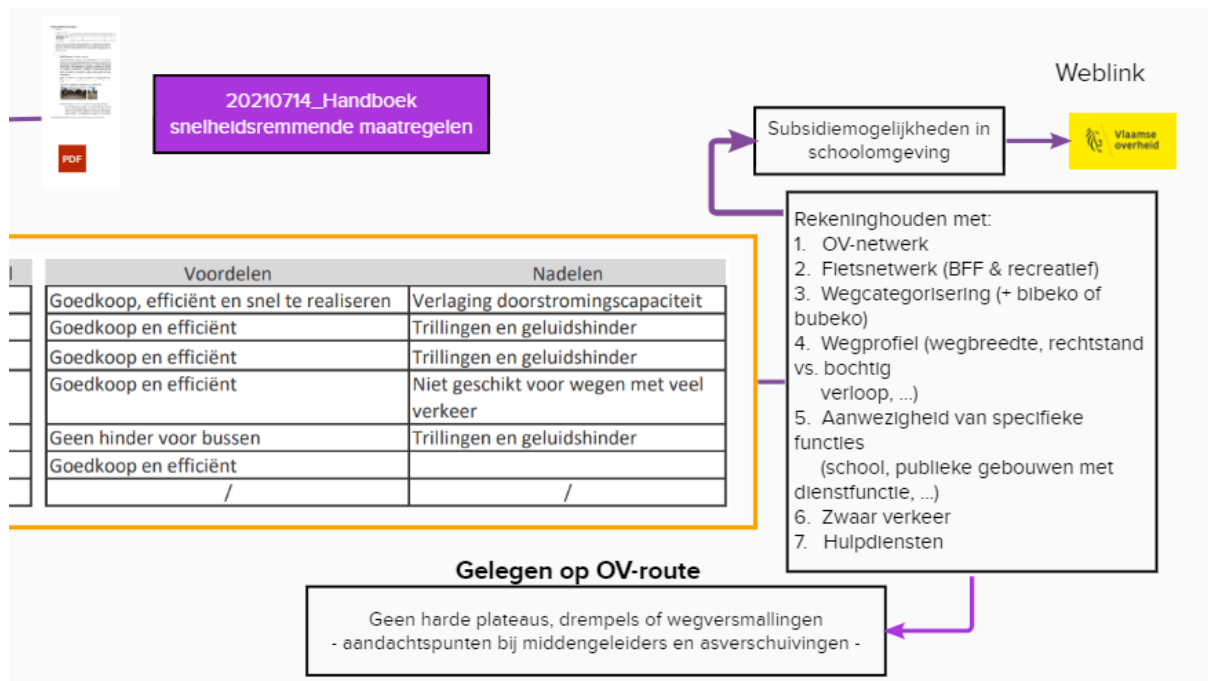 Weblink
20210714_Handboek
snelheidsremmende maatregelen
PDF
Subsidiemogelijkheden in
schoolomgeving
Vlaamse
overheid
Rekeninghouden met:
1. OV-netwerk
2. Fietsnetwerk (BFF & recreatief)
3. Wegcategorisering (+ bibeko of
bubeko)
4. Wegprofiel (wegbreedte, rechtstand
vs. bochtig
verloop, ...)
5. Aanwezigheid van specifieke
functies
(school, publieke gebouwen met
dienstfunctie, ...)
6. Zwaar verkeer
7. Hulpdiensten
Voordelen Nadelen
Goedkoop, efficiënt en snel te realiseren Verlaging doorstromingscapaciteit
Goedkoop en efficiënt Trillingen en geluidshinder
Goedkoop en efficiënt Trillingen en geluidshinder
Goedkoop en efficiënt Niet geschikt voor wegen met veel
verkeer
Geen hinder voor bussen Trillingen en geluidshinder
Goedkoop en efficiënt
/ /
Gelegen op OV-route
Geen harde plateaus, drempels of wegversmallingen
- aandachtspunten bij middengeleiders en asverschuivingen -